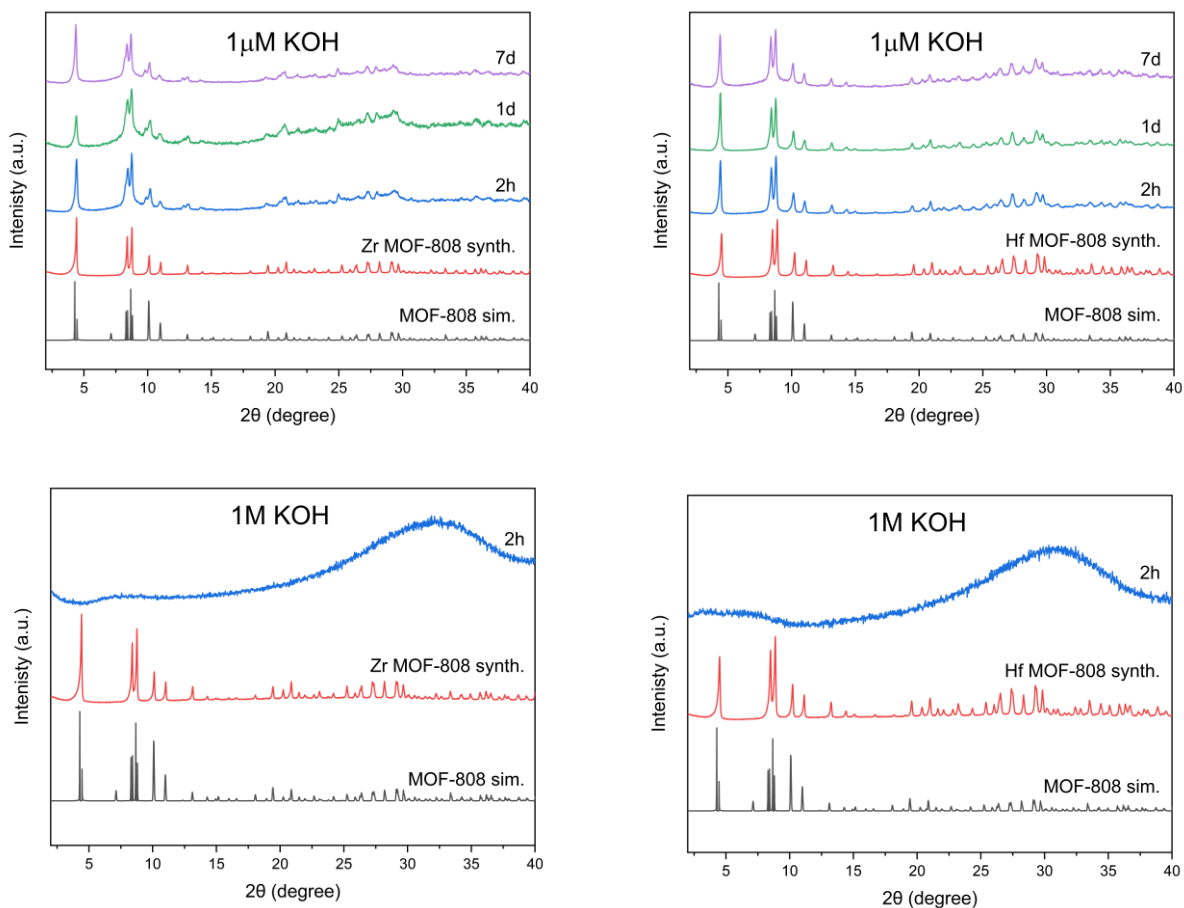 1μM KOH
7d
1d
2h
Zr MOF-808 synth.
MOF-808 sim.
Intenisty (a.u.)
5 10 15 20 25 30 35 40
2θ (degree)
1μM KOH
7d
1d
2h
Hf MOF-808 synth.
MOF-808 sim.
Intenisty (a.u.)
5 10 15 20 25 30 35 40
2θ (degree)
1M KOH
2h
Zr MOF-808 synth.
MOF-808 sim.
Intenisty (a.u.)
5 10 15 20 25 30 35 40
2θ (degree)
1M KOH
2h
Hf MOF-808 synth.
MOF-808 sim.
Intenisty (a.u.)
5 10 15 20 25 30 35 40
2θ (degree)